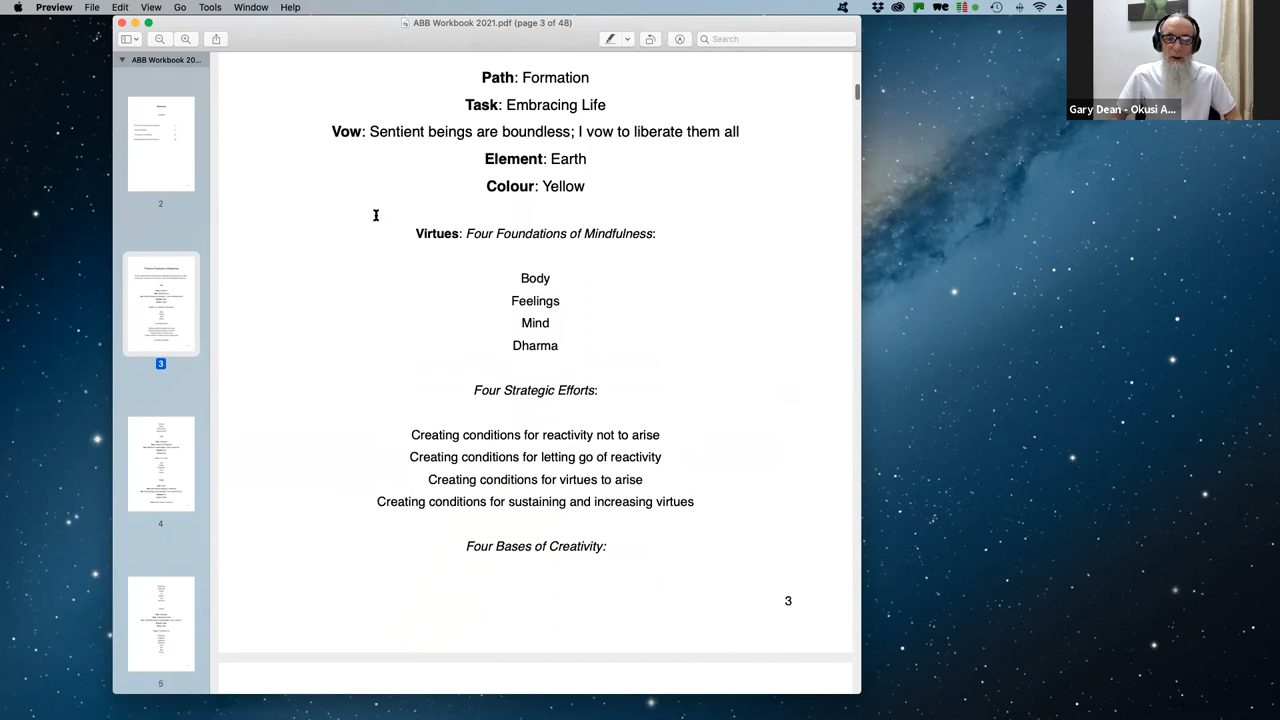 Preview File Edit View Go Tools Window Help
ABB Workbook 2021.pdf (page 3 of 48)
Search
ABB Workbook 20...
2
3
4
5
Path: Formation
Task: Embracing Life
Vow: Sentient beings are boundless; I vow to liberate them all
Element: Earth
Colour: Yellow
Virtues: Four Foundations of Mindfulness:
Body
Feelings
Mind
Dharma
Four Strategic Efforts:
Creating conditions for reactivity not to arise
Creating conditions for letting go of reactivity
Creating conditions for virtues to arise
Creating conditions for sustaining and increasing virtues
Four Bases of Creativity:
3
Gary Dean - Okusi A...